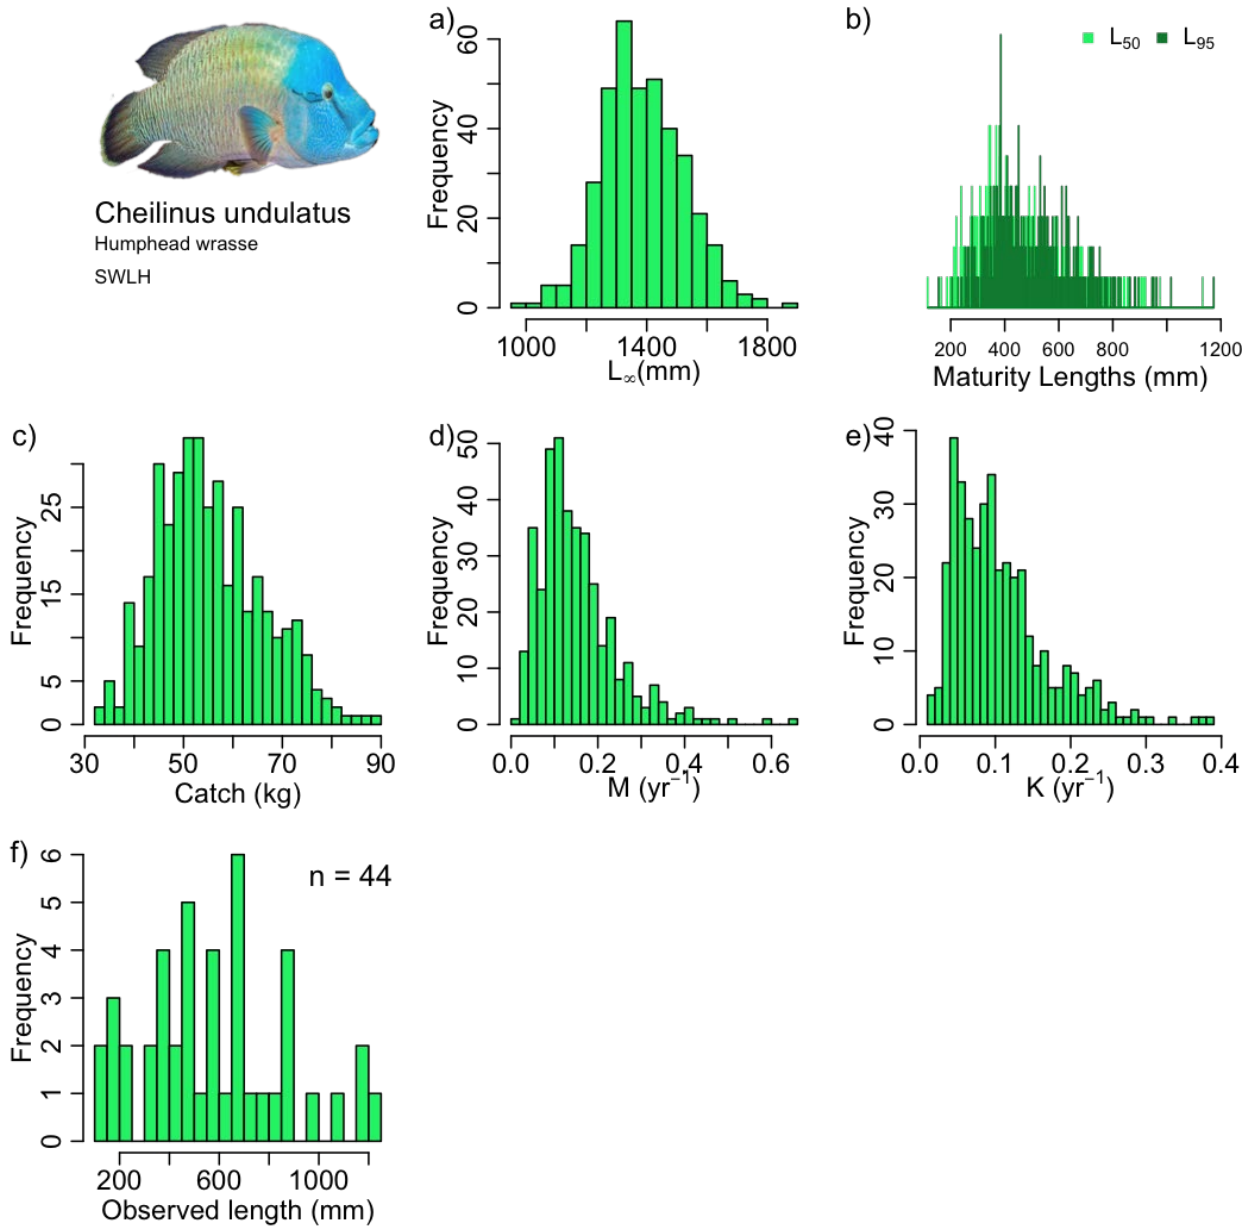 Cheilinus undulatus
Humphead wrasse
SWLH
a)
Frequency
0 20 40 60
1000 1400 1800
L∞(mm)
b)
L50 L95
200 400 600 800 1200
Maturity Lengths (mm)
c)
Frequency
0 5 15 25
30 50 70 90
Catch (kg)
d)
Frequency
0 10 20 30 40 50
0.0 0.2 0.4 0.6
M (yr⁻¹)
e)
Frequency
0 10 20 30 40
0.0 0.1 0.2 0.3 0.4
K (yr⁻¹)
f)
n = 44
Frequency
0 1 2 3 4 5 6
200 600 1000
Observed length (mm)